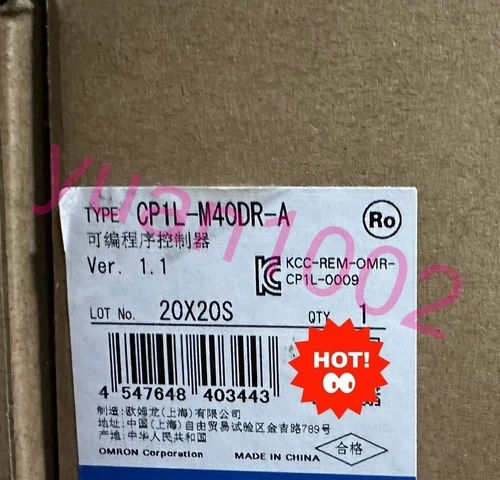 TYPE CP1L-M40DR-A
Ro
可编程序控制器
Ver. 1.1
KCC-REM-OMR-
CP1L-0009
LOT No. 20X20S
QTY 1
HOT!
4 547648 403443
制造:欧姆龙(上海)有限公司
地址:中国(上海)自由贸易试验区金吉路789号
产地:中华人民共和国
合格
OMRON Corporation MADE IN CHINA
yuan1002